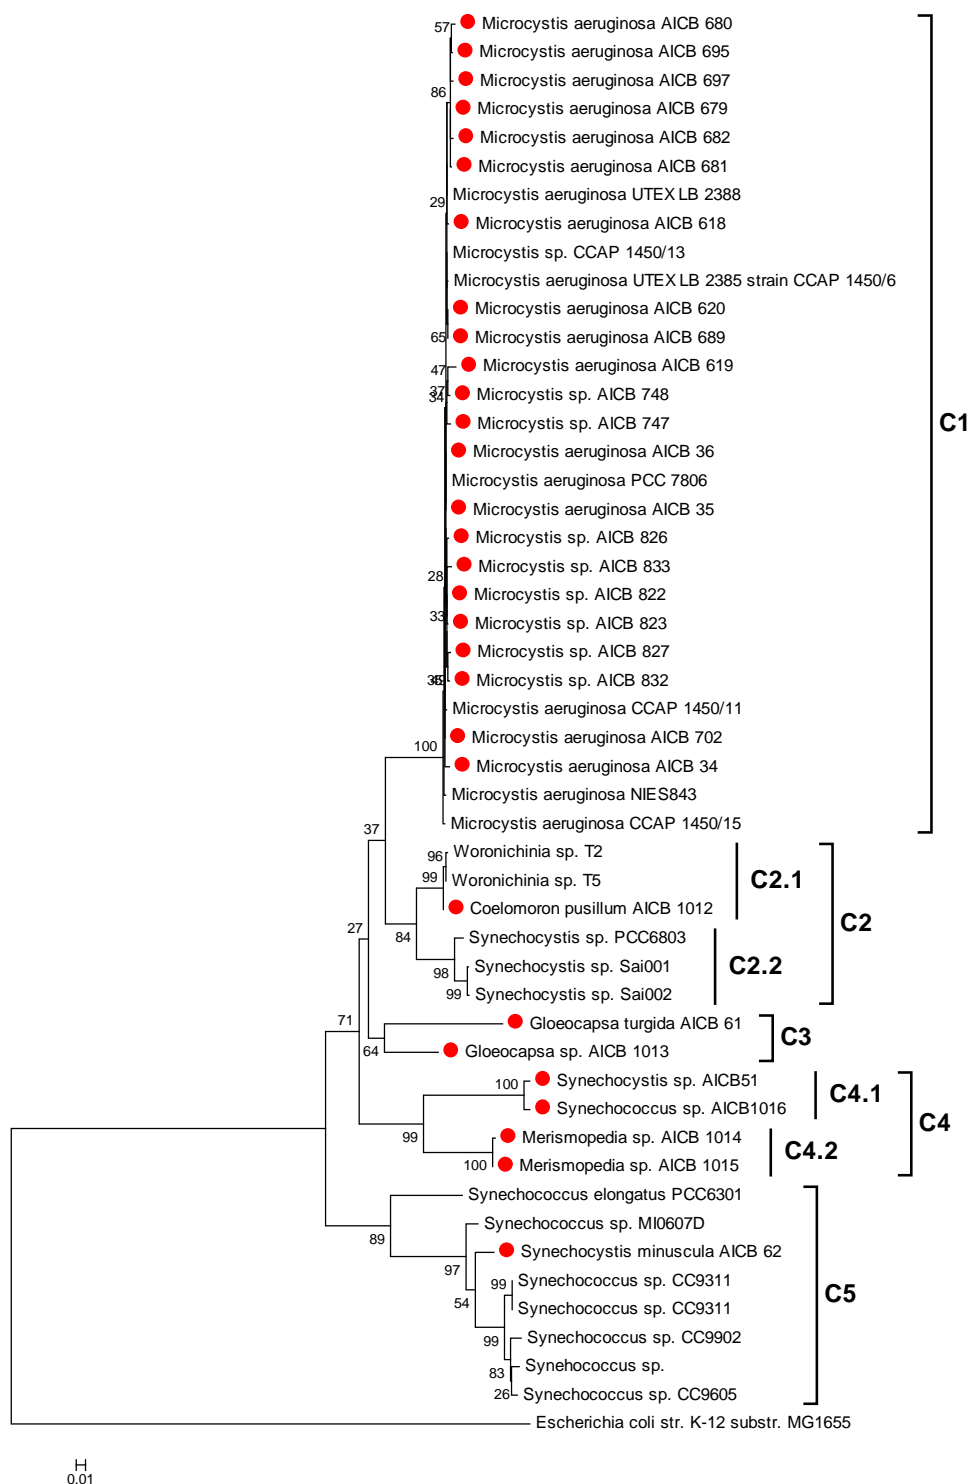 57
Microcystis aeruginosa AICB 680
Microcystis aeruginosa AICB 695
Microcystis aeruginosa AICB 697
86
Microcystis aeruginosa AICB 679
Microcystis aeruginosa AICB 682
Microcystis aeruginosa AICB 681
Microcystis aeruginosa UTEX LB 2388
29
Microcystis aeruginosa AICB 618
Microcystis sp. CCAP 1450/13
Microcystis aeruginosa UTEX LB 2385 strain CCAP 1450/6
Microcystis aeruginosa AICB 620
65
Microcystis aeruginosa AICB 689
47
Microcystis aeruginosa AICB 619
37
34
Microcystis sp. AICB 748
Microcystis sp. AICB 747
C1
Microcystis aeruginosa AICB 36
Microcystis aeruginosa PCC 7806
Microcystis aeruginosa AICB 35
Microcystis sp. AICB 826
28
Microcystis sp. AICB 833
Microcystis sp. AICB 822
33
Microcystis sp. AICB 823
Microcystis sp. AICB 827
Microcystis sp. AICB 832
Microcystis aeruginosa CCAP 1450/11
Microcystis aeruginosa AICB 702
100
Microcystis aeruginosa AICB 34
Microcystis aeruginosa NIES843
Microcystis aeruginosa CCAP 1450/15
37
96
Woronichinia sp. T2
99
Woronichinia sp. T5
C2.1
Coelomoron pusillum AICB 1012
C2
27
84
Synechocystis sp. PCC6803
98
Synechocystis sp. Sai001
C2.2
99
Synechocystis sp. Sai002
71
Gloeocapsa turgida AICB 61
C3
64
Gloeocapsa sp. AICB 1013
100
Synechocystis sp. AICB51
C4.1
Synechococcus sp. AICB1016
C4
99
Merismopedia sp. AICB 1014
C4.2
100
Merismopedia sp. AICB 1015
Synechococcus elongatus PCC6301
89
Synechococcus sp. MI0607D
97
Synechocystis minuscula AICB 62
99
Synechococcus sp. CC9311
C5
54
Synechococcus sp. CC9311
99
Synechococcus sp. CC9902
83
Synehococcus sp.
26
Synechococcus sp. CC9605
Escherichia coli str. K-12 substr. MG1655
0.01